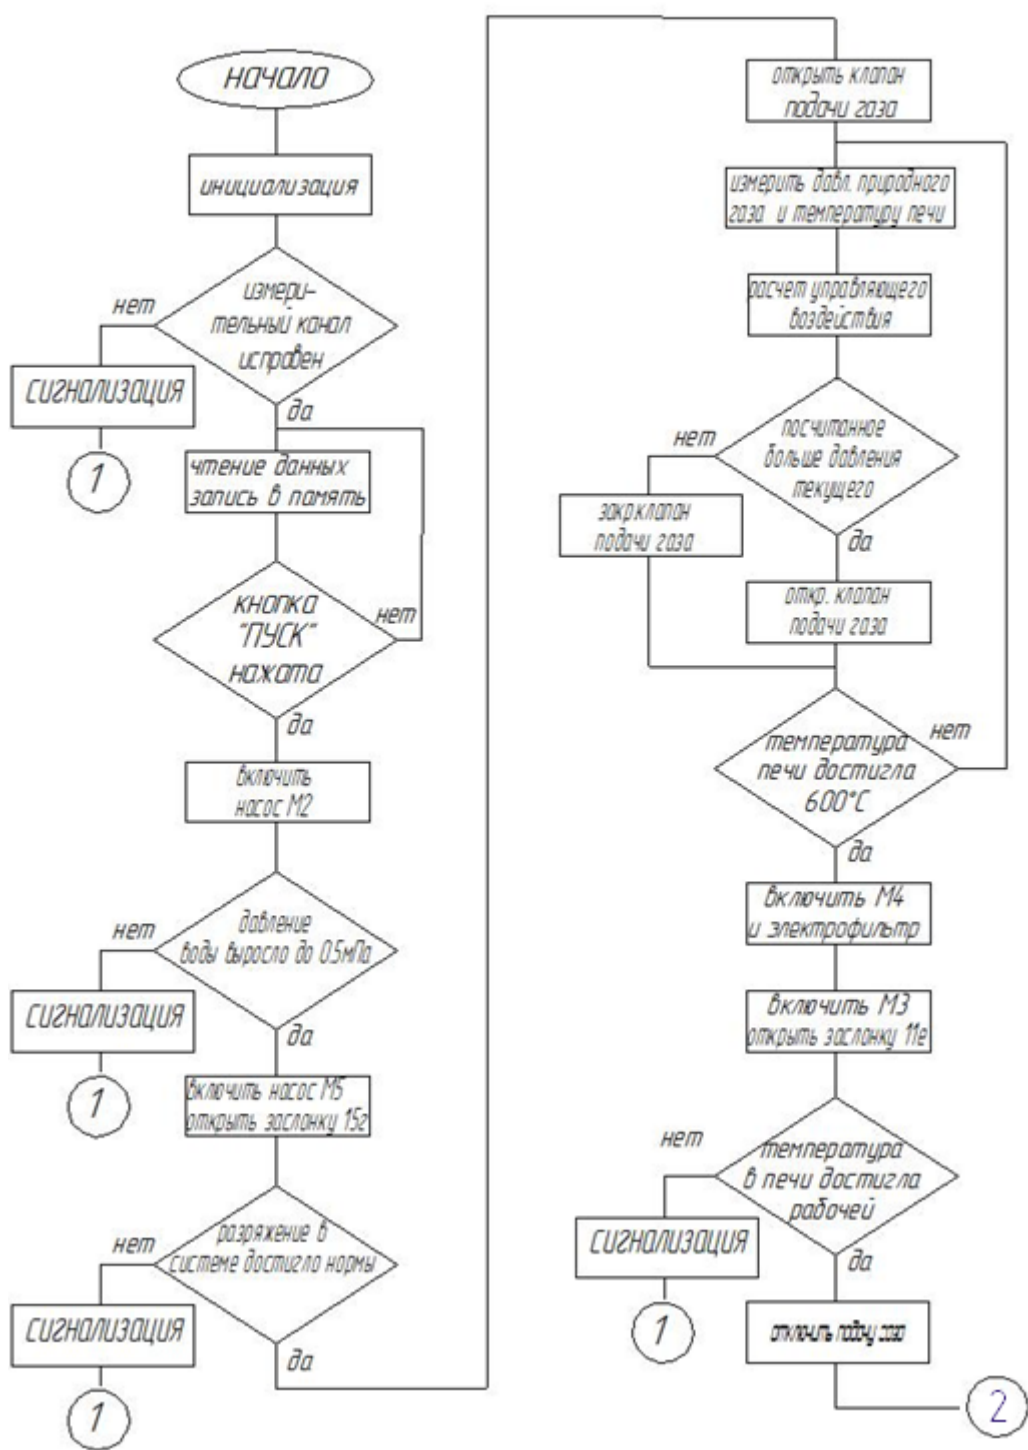 начало
инициализация
измери-
тельный канал
исправен
нет
да
сигнализация
1
чтение данных
запись в память
кнопка
"ПУСК"
нажата
нет
да
включить
насос М2
давление
воды выросло до 0.5мПа
нет
да
сигнализация
1
включить насос М5
открыть заслонку 15г
разряжение в
системе достигло нормы
нет
да
сигнализация
1
открыть клапан
подачи газа
измерить давл. природного
газа и температуру печи
расчет управляющего
воздействия
посчитанное
больше давления
текущего
нет
да
закр.клапан
подачи газа
откр. клапан
подачи газа
температура
печи достигла
600°С
нет
да
включить М4
и электрофильтр
включить М3
открыть заслонку 11е
температура
в печи достигла
рабочей
нет
да
сигнализация
1
отключить подачу газа
2